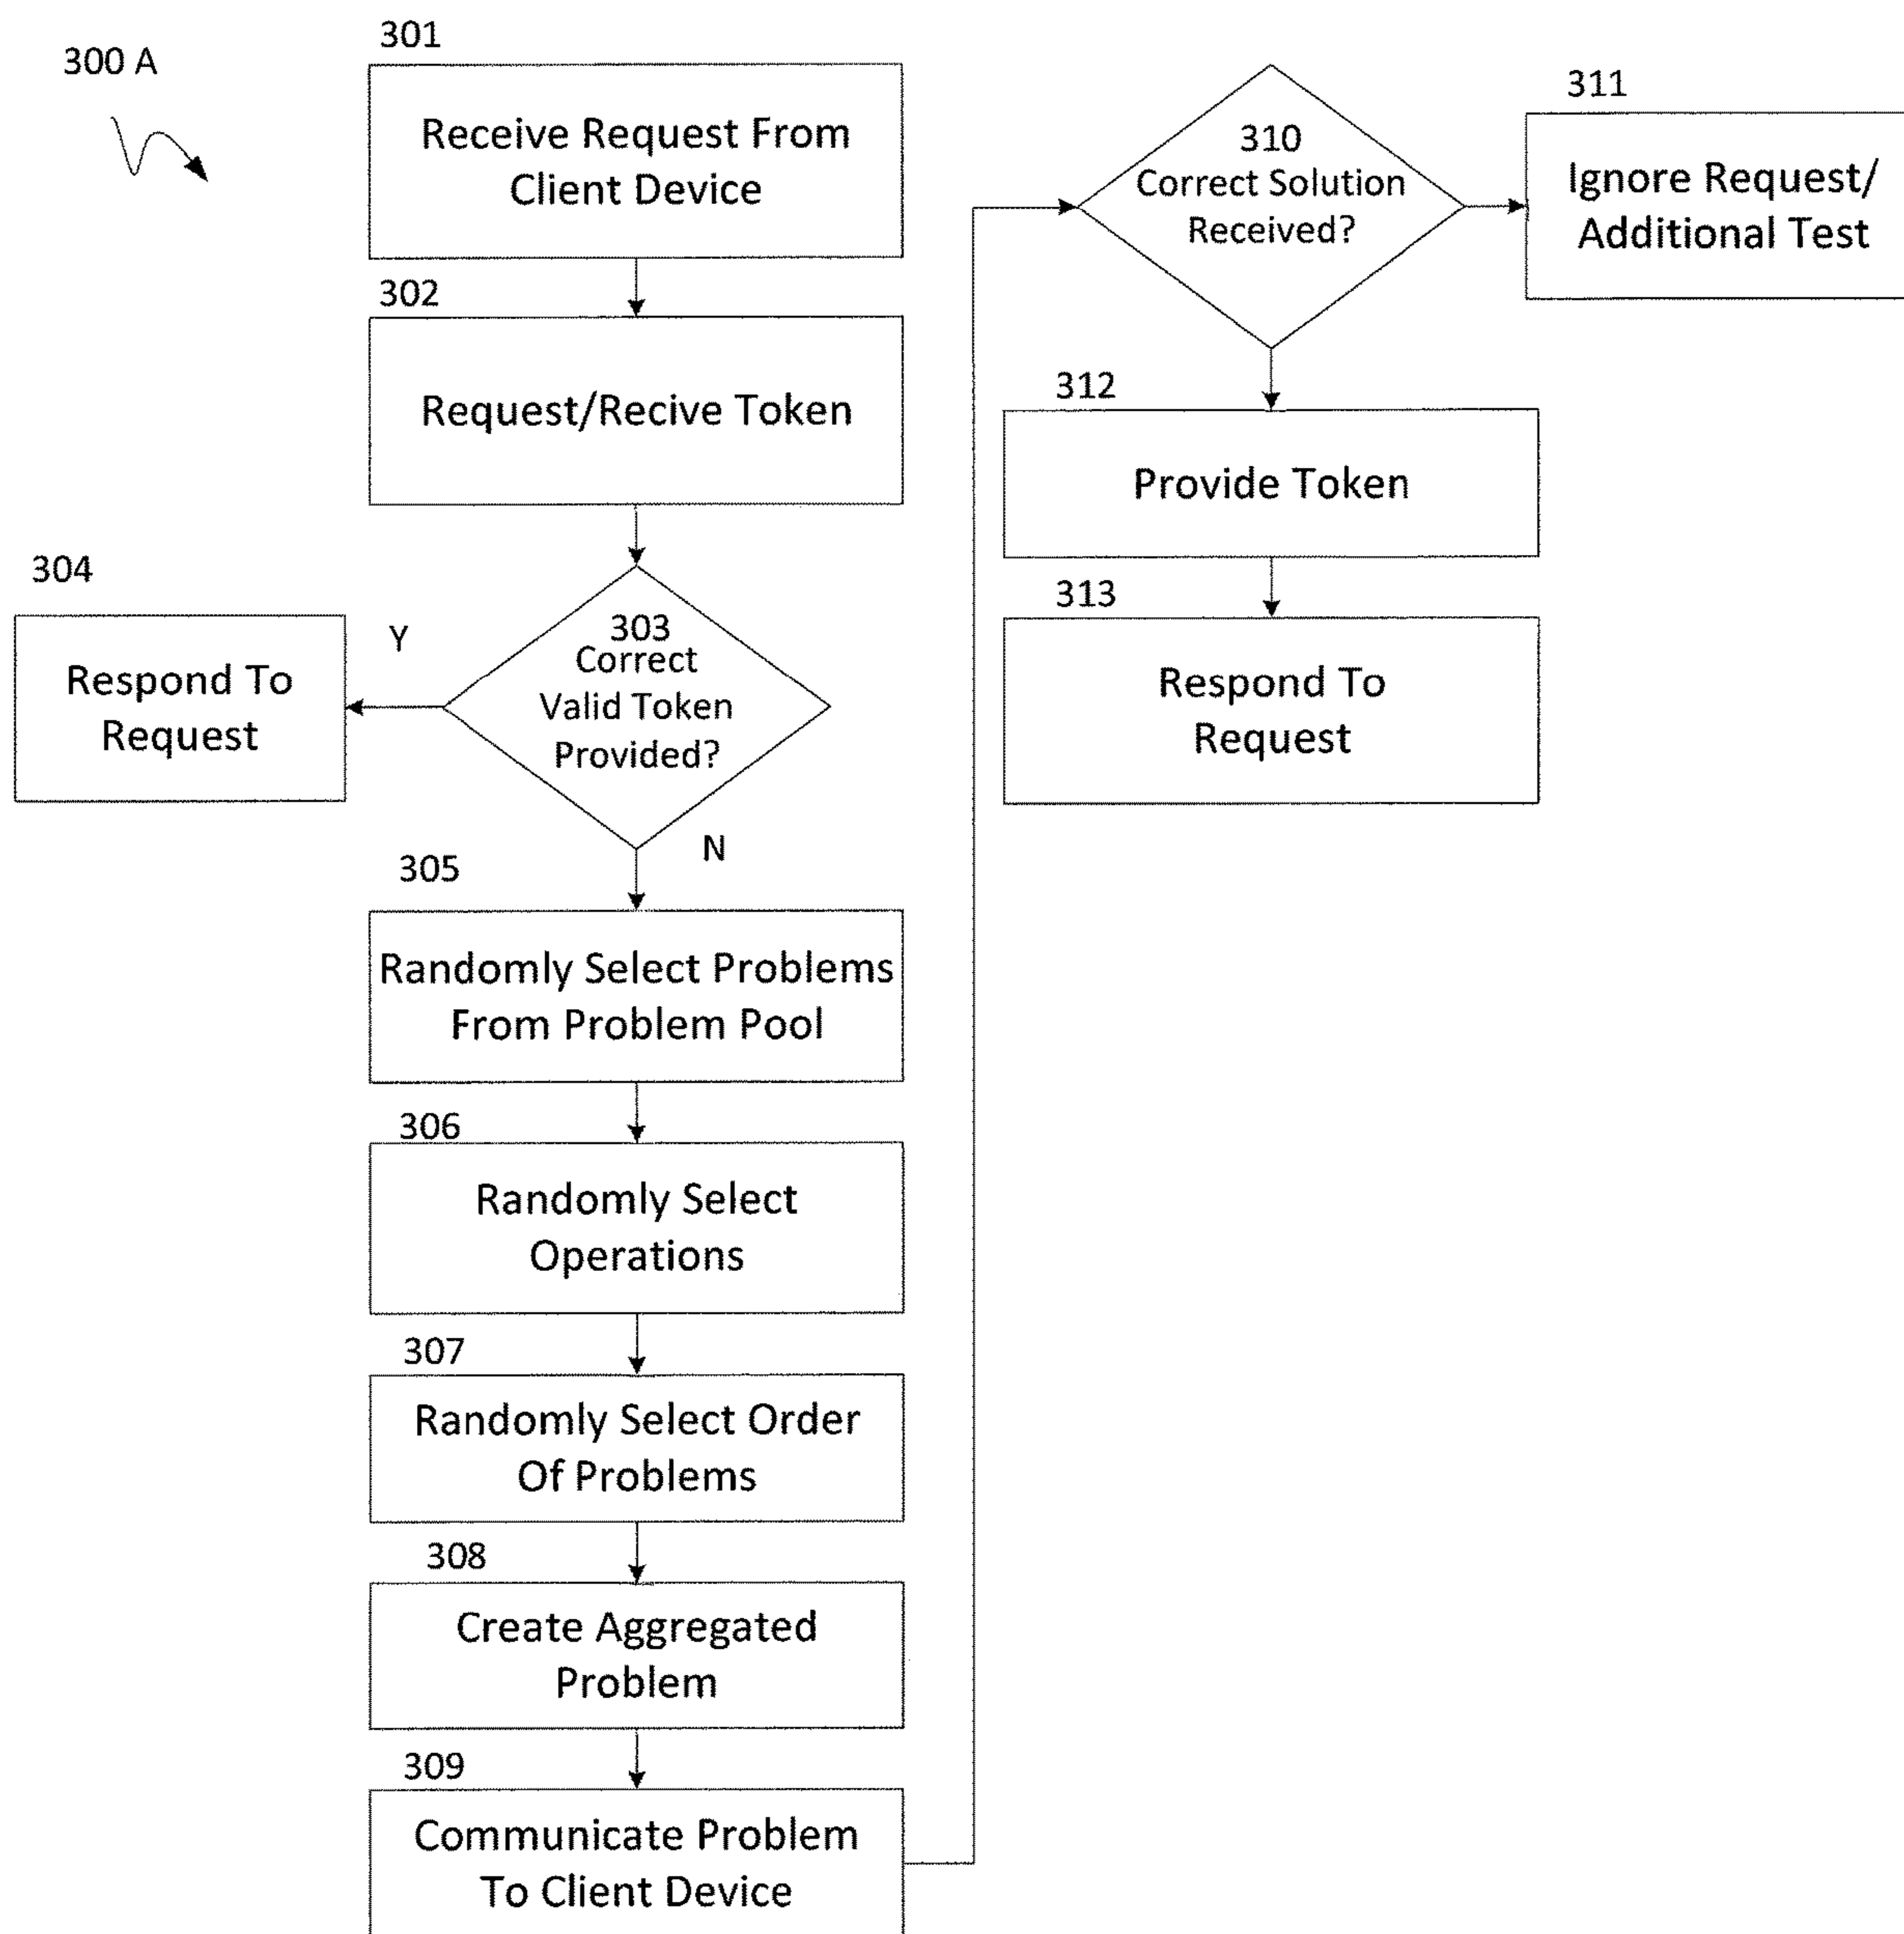 300 A
301
Receive Request From
Client Device
302
Request/Recive Token
303
Correct
Valid Token
Provided?
Y
304
Respond To
Request
N
305
Randomly Select Problems
From Problem Pool
306
Randomly Select
Operations
307
Randomly Select Order
Of Problems
308
Create Aggregated
Problem
309
Communicate Problem
To Client Device
310
Correct Solution
Received?
311
Ignore Request/
Additional Test
312
Provide Token
313
Respond To
Request